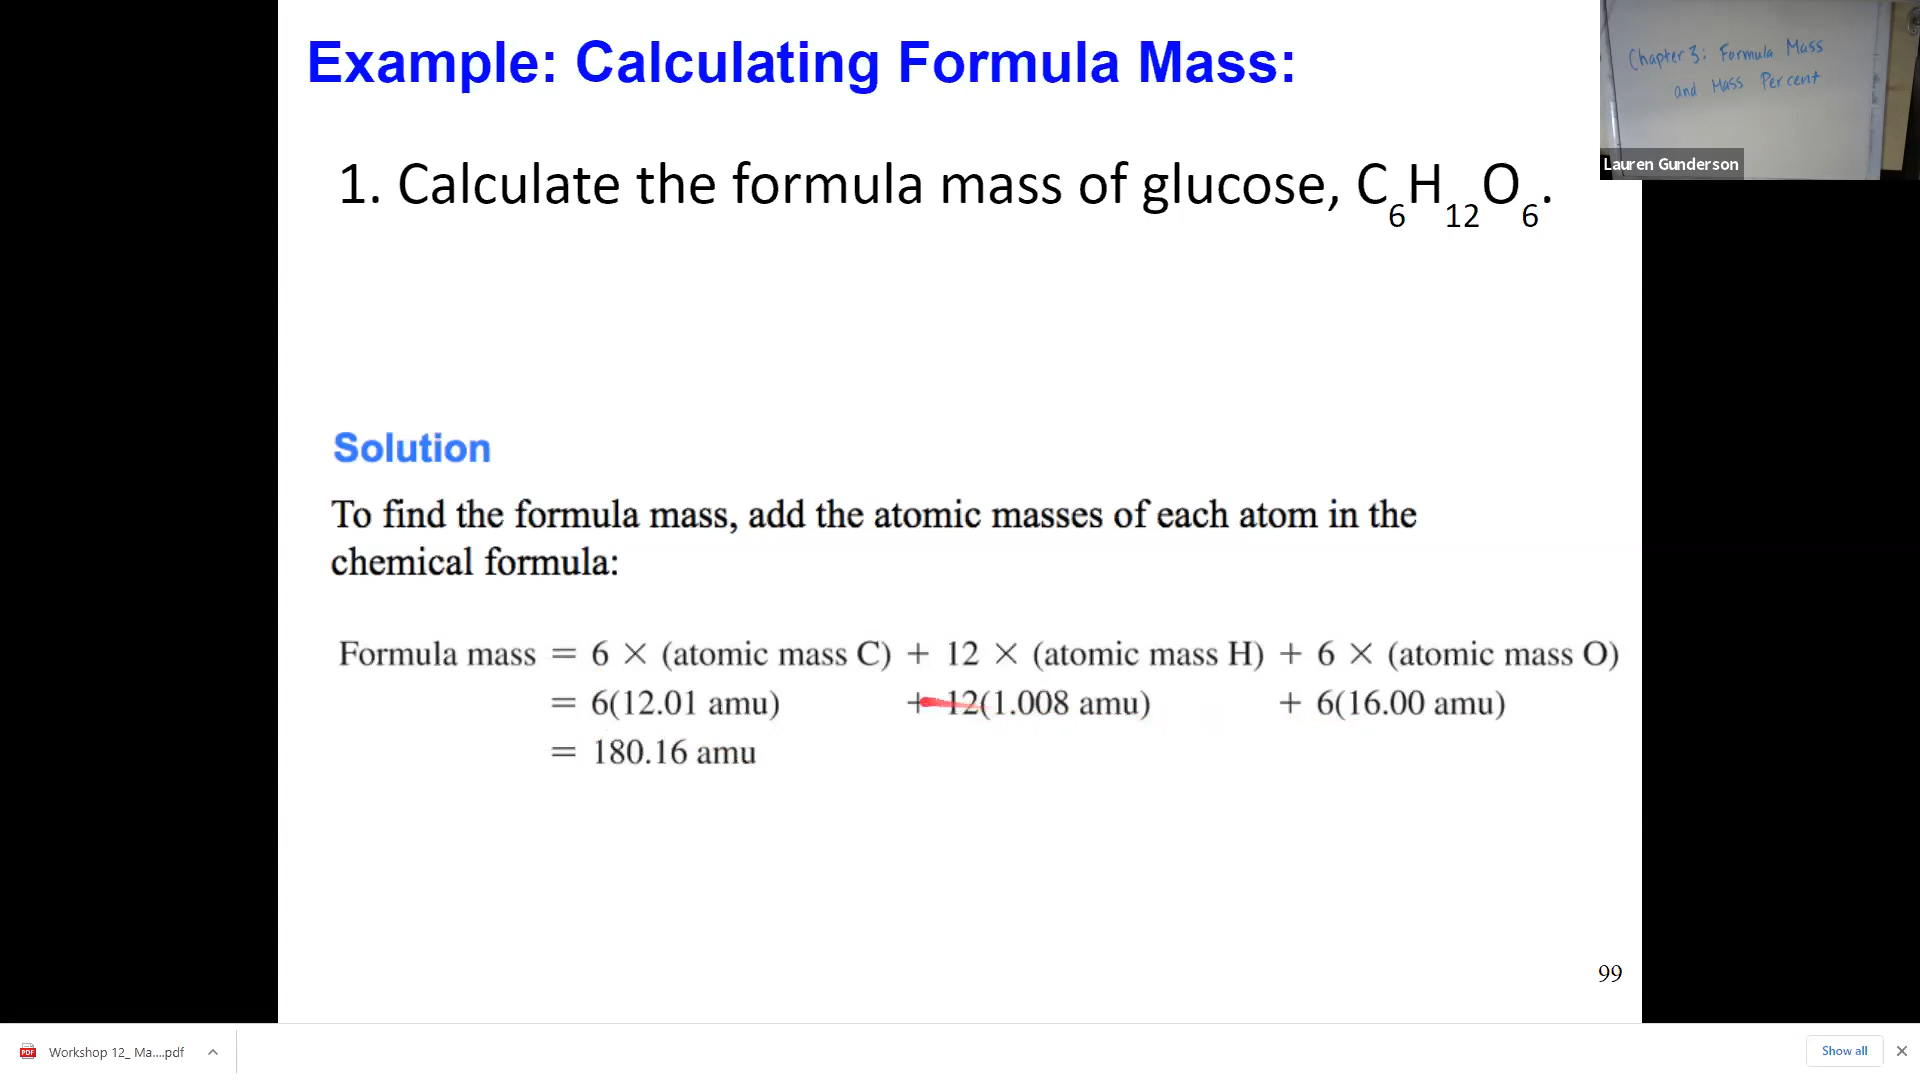 Example: Calculating Formula Mass:
Chapter 3: Formula Mass
and Mass Percent
Lauren Gunderson
1. Calculate the formula mass of glucose, C6H12O6.
Solution
To find the formula mass, add the atomic masses of each atom in the
chemical formula:
Formula mass = 6 × (atomic mass C) + 12 × (atomic mass H) + 6 × (atomic mass O)
= 6(12.01 amu) + 12(1.008 amu) + 6(16.00 amu)
= 180.16 amu
99
PDF Workshop 12_ Ma....pdf
Show all